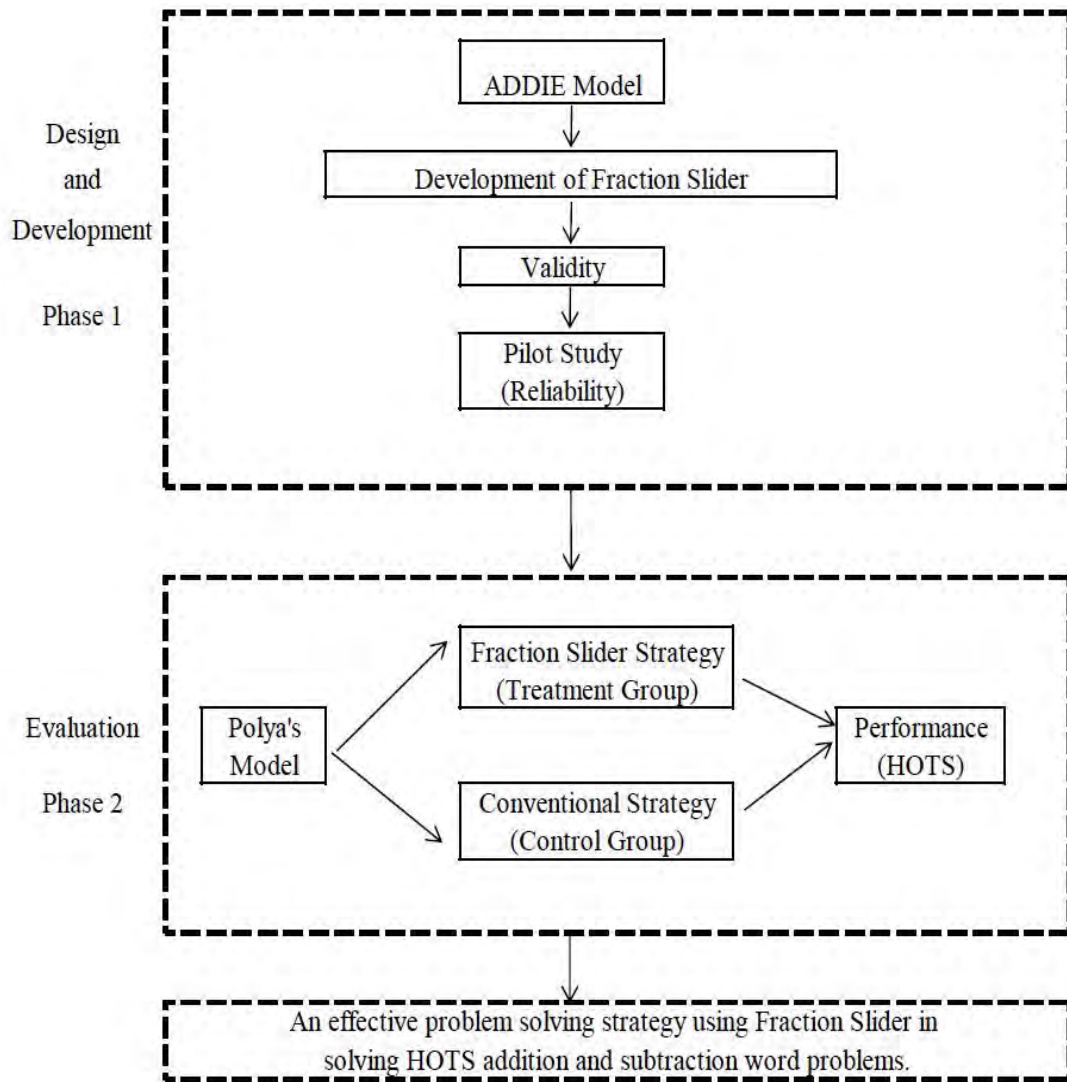 ADDIE Model
Design
and
Development
Phase 1
Development of Fraction Slider
Validity
Pilot Study
(Reliability)
Evaluation
Phase 2
Polya's
Model
Fraction Slider Strategy
(Treatment Group)
Conventional Strategy
(Control Group)
Performance
(HOTS)
An effective problem solving strategy using Fraction Slider in
solving HOTS addition and subtraction word problems.